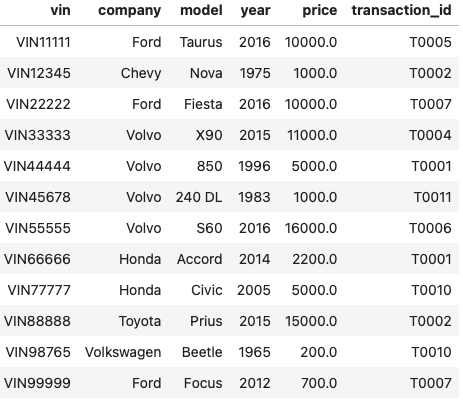 vin company model year price transaction_id
VIN11111 Ford Taurus 2016 10000.0 T0005
VIN12345 Chevy Nova 1975 1000.0 T0002
VIN22222 Ford Fiesta 2016 10000.0 T0007
VIN33333 Volvo X90 2015 11000.0 T0004
VIN44444 Volvo 850 1996 5000.0 T0001
VIN45678 Volvo 240 DL 1983 1000.0 T0011
VIN55555 Volvo S60 2016 16000.0 T0006
VIN66666 Honda Accord 2014 2200.0 T0001
VIN77777 Honda Civic 2005 5000.0 T0010
VIN88888 Toyota Prius 2015 15000.0 T0002
VIN98765 Volkswagen Beetle 1965 200.0 T0010
VIN99999 Ford Focus 2012 700.0 T0007